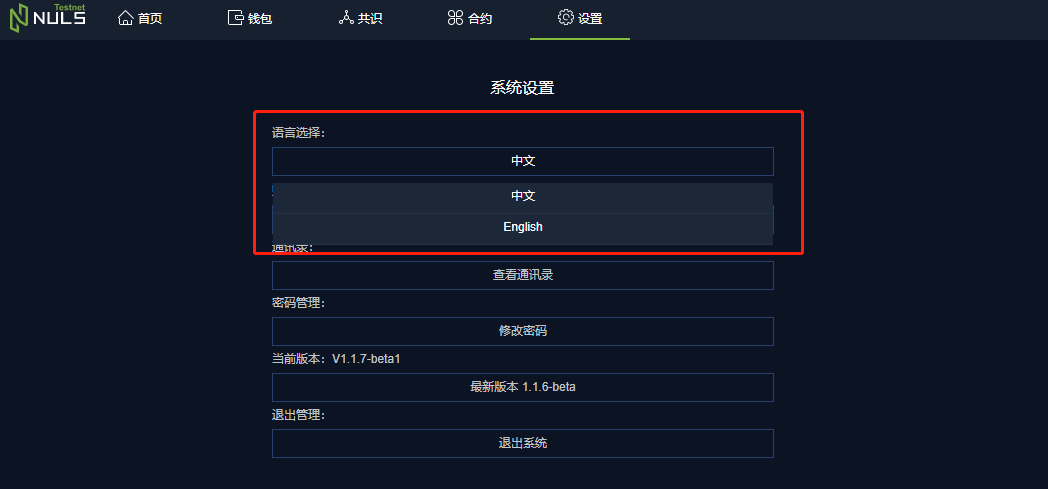 Testnet
NULS
首页
钱包
共识
合约
设置
系统设置
语言选择：
中文
中文
English
通讯录：
查看通讯录
密码管理：
修改密码
当前版本：V1.1.7-beta1
最新版本 1.1.6-beta
退出管理：
退出系统